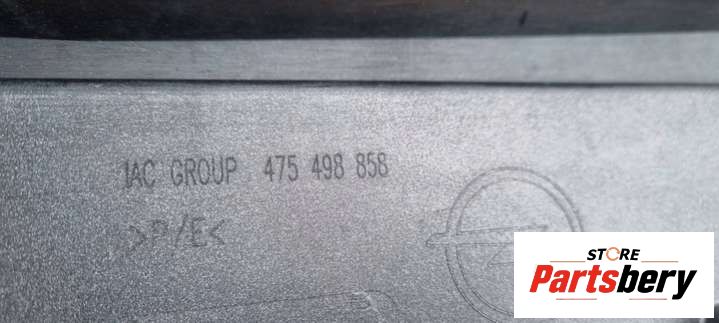 IAC GROUP 475 498 858
>P/E<
STORE
Partsbery